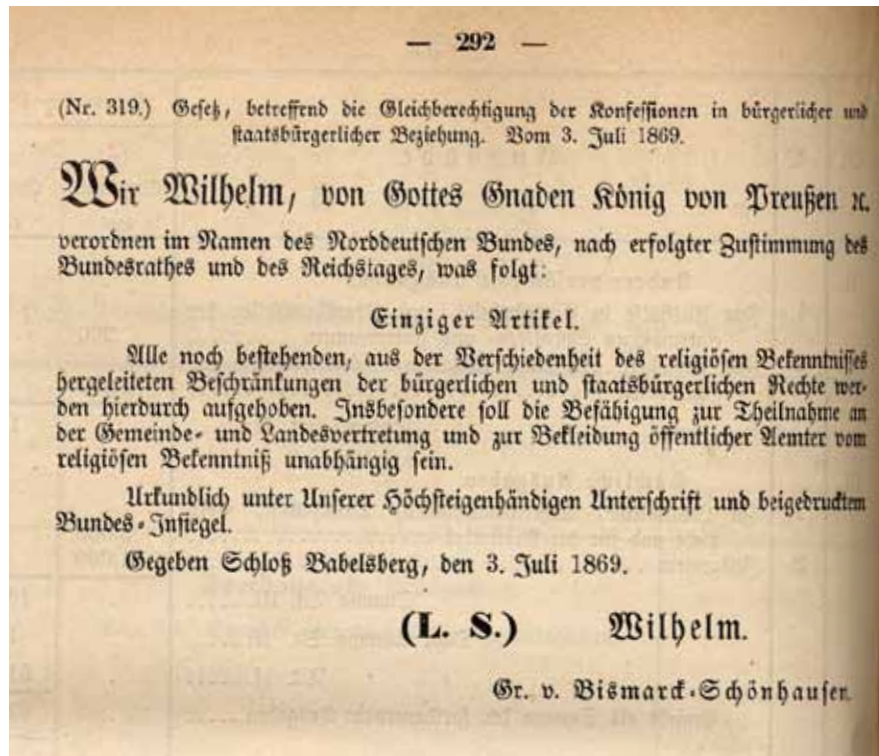 — 292 —
(Nr. 319.) Gesetz, betreffend die Gleichberechtigung der Konfessionen in bürgerlicher und
staatsbürgerlicher Beziehung. Vom 3. Juli 1869.
Wir Wilhelm, von Gottes Gnaden König von Preußen ꝛc.
verordnen im Namen des Norddeutschen Bundes, nach erfolgter Zustimmung des
Bundesrathes und des Reichstages, was folgt:
Einziger Artikel.
Alle noch bestehenden, aus der Verschiedenheit des religiösen Bekenntnisses
hergeleiteten Beschränkungen der bürgerlichen und staatsbürgerlichen Rechte wer-
den hierdurch aufgehoben. Insbesondere soll die Befähigung zur Theilnahme an
der Gemeinde- und Landesvertretung und zur Bekleidung öffentlicher Aemter vom
religiösen Bekenntniß unabhängig sein.
Urkundlich unter Unserer Höchsteigenhändigen Unterschrift und beigedrucktem
Bundes-Insiegel.
Gegeben Schloß Babelsberg, den 3. Juli 1869.
(L. S.) Wilhelm.
Gr. v. Bismarck-Schönhausen.